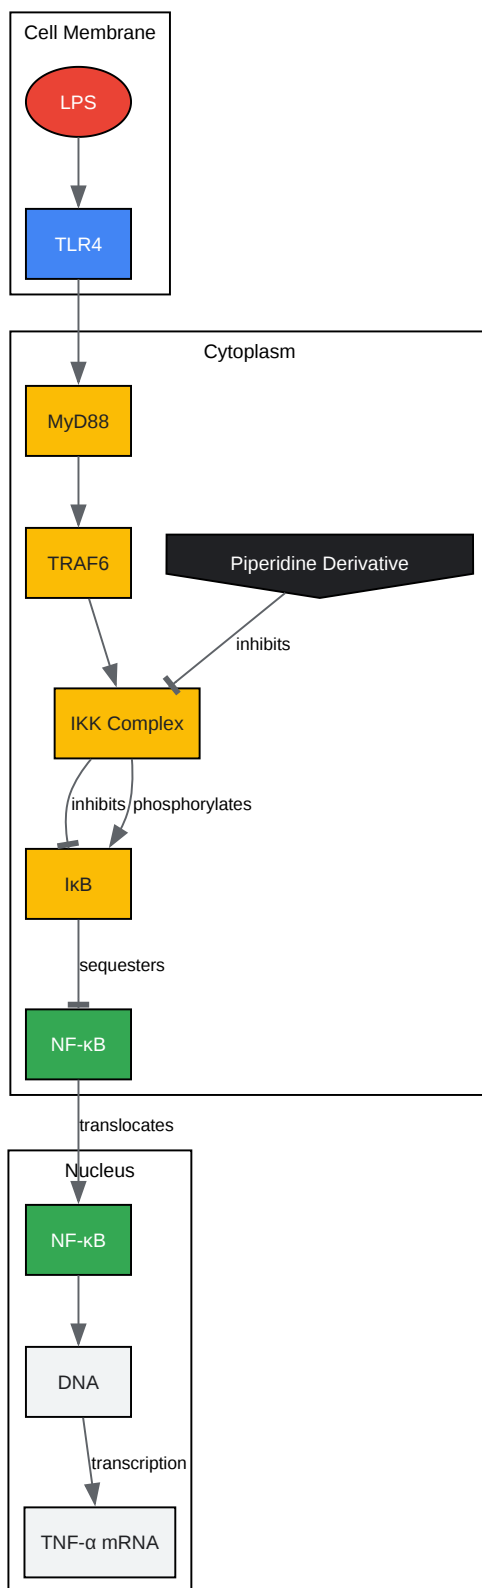 Cell Membrane
LPS
TLR4
Cytoplasm
MyD88
TRAF6
Piperidine Derivative
inhibits
IKK Complex
inhibits
phosphorylates
IκB
sequesters
NF-κB
translocates
Nucleus
NF-κB
DNA
transcription
TNF-α mRNA